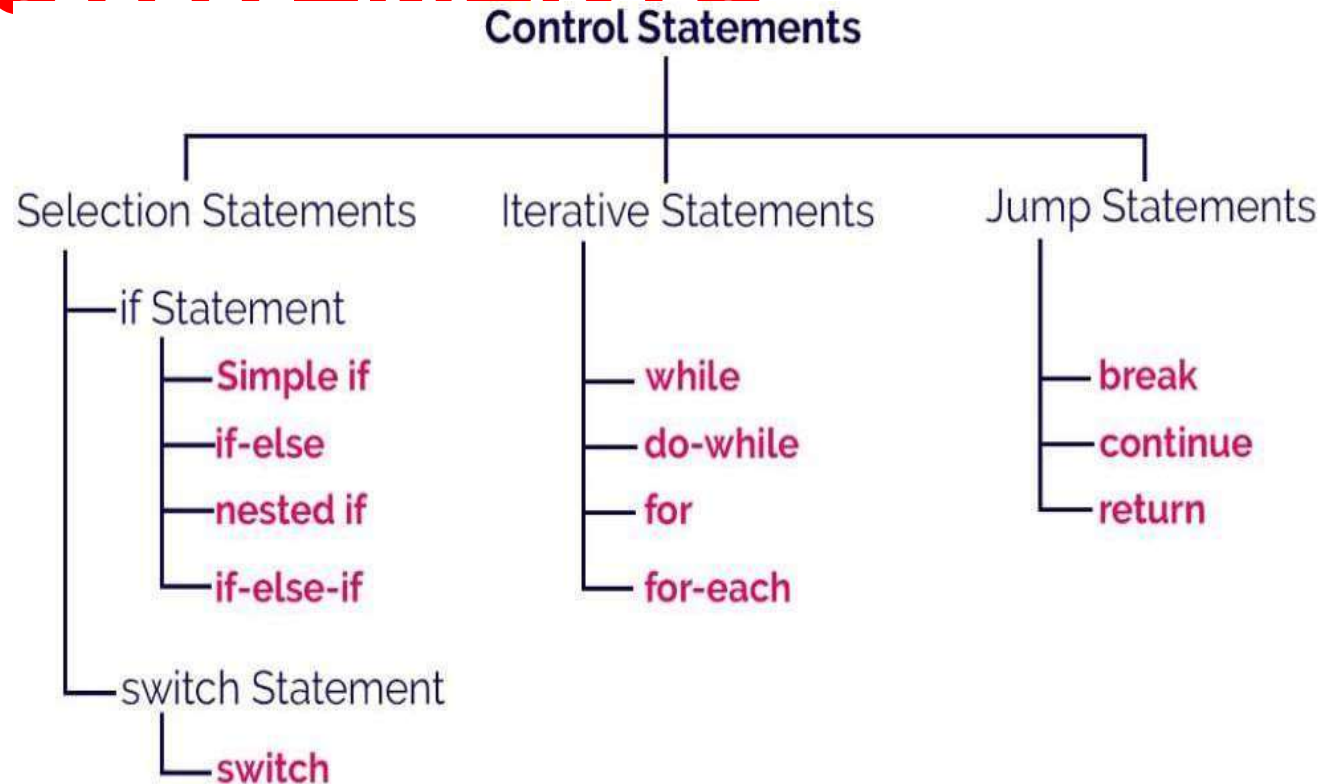 Control Statements
Selection Statements
Iterative Statements
Jump Statements
if Statement
Simple if
if-else
nested if
if-else-if
switch Statement
switch
while
do-while
for
for-each
break
continue
return